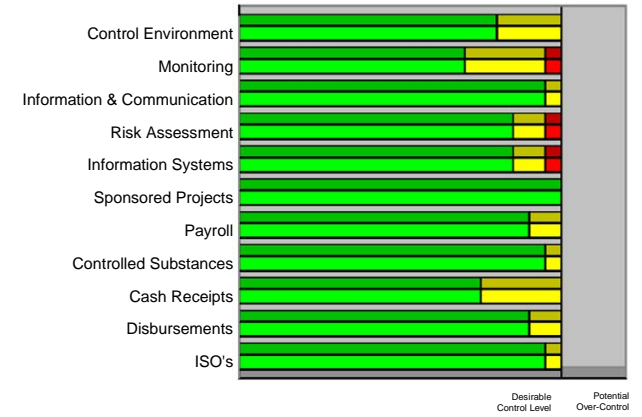 Control Environment
Monitoring
Information & Communication
Risk Assessment
Information Systems
Sponsored Projects
Payroll
Controlled Substances
Cash Receipts
Disbursements
ISO's
Desirable Potential
Control Level Over-Control